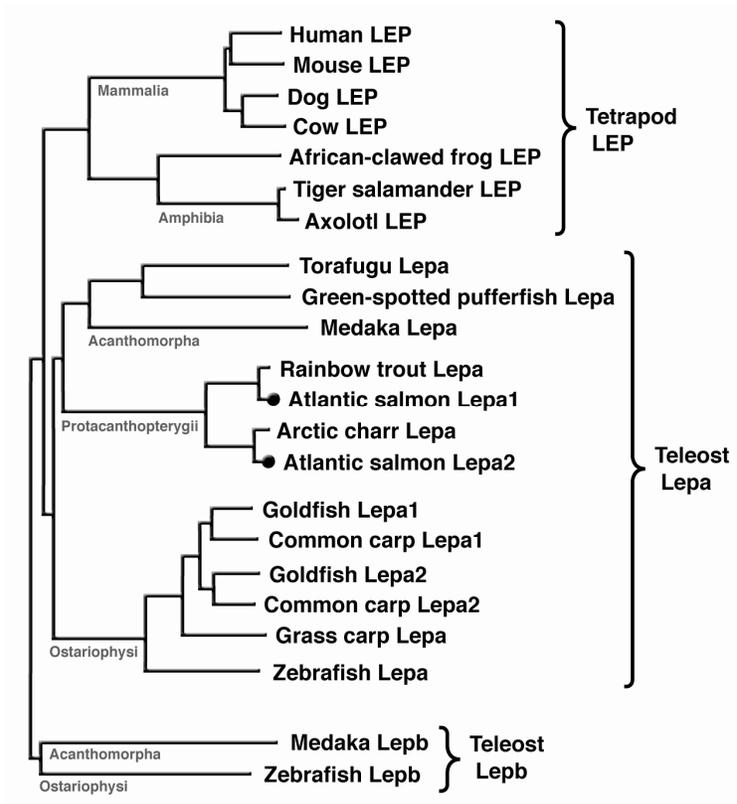 Human LEP
Mouse LEP
Mammalia
Dog LEP
Cow LEP
Tetrapod
LEP
African-clawed frog LEP
Tiger salamander LEP
Amphibia
Axolotl LEP
Torafugu Lepa
Green-spotted pufferfish Lepa
Medaka Lepa
Acanthomorpha
Rainbow trout Lepa
Atlantic salmon Lepa1
Protacanthopterygii
Arctic charr Lepa
Atlantic salmon Lepa2
Teleost
Lepa
Goldfish Lepa1
Common carp Lepa1
Goldfish Lepa2
Common carp Lepa2
Grass carp Lepa
Ostariophysi
Zebrafish Lepa
Medaka Lepb
Acanthomorpha
Zebrafish Lepb
Ostariophysi
Teleost
Lepb